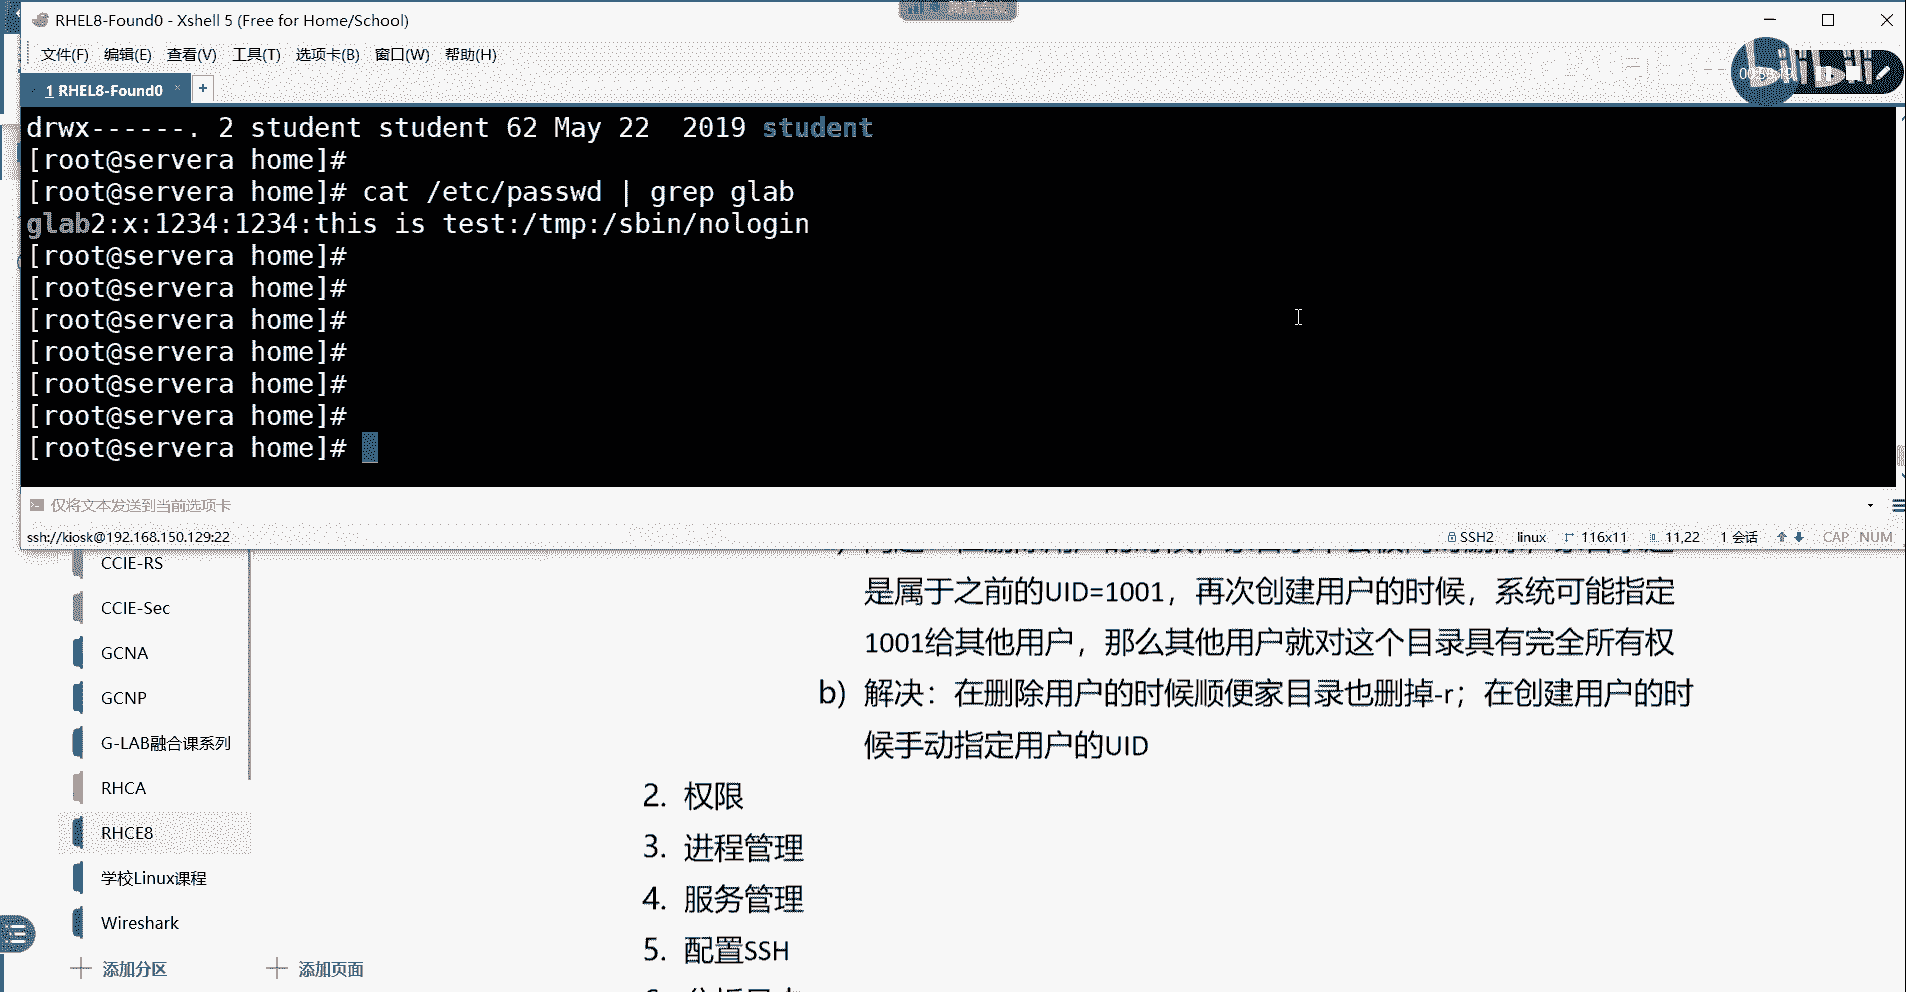 RHEL8-Found0 - Xshell 5 (Free for Home/School)
文件(F) 编辑(E) 查看(V) 工具(T) 选项卡(B) 窗口(W) 帮助(H)
1 RHEL8-Found0 × +
drwx------. 2 student student 62 May 22  2019 student
[root@servera home]#
[root@servera home]# cat /etc/passwd | grep glab
glab2:x:1234:1234:this is test:/tmp:/sbin/nologin
[root@servera home]#
[root@servera home]#
[root@servera home]#
[root@servera home]#
[root@servera home]#
[root@servera home]#
[root@servera home]#
仅将文本发送到当前选项卡
ssh://kiosk@192.168.150.129:22 SSH2 linux 116x11 11,22 1 会话 CAP NUM
CCIE-RS
CCIE-Sec
GCNA
GCNP
G-LAB融合课系列
RHCA
RHCE8
学校Linux课程
Wireshark
添加分区 添加页面
是属于之前的UID=1001，再次创建用户的时候，系统可能指定
1001给其他用户，那么其他用户就对这个目录具有完全所有权
b) 解决：在删除用户的时候顺便家目录也删掉-r；在创建用户的时
候手动指定用户的UID
2. 权限
3. 进程管理
4. 服务管理
5. 配置SSH